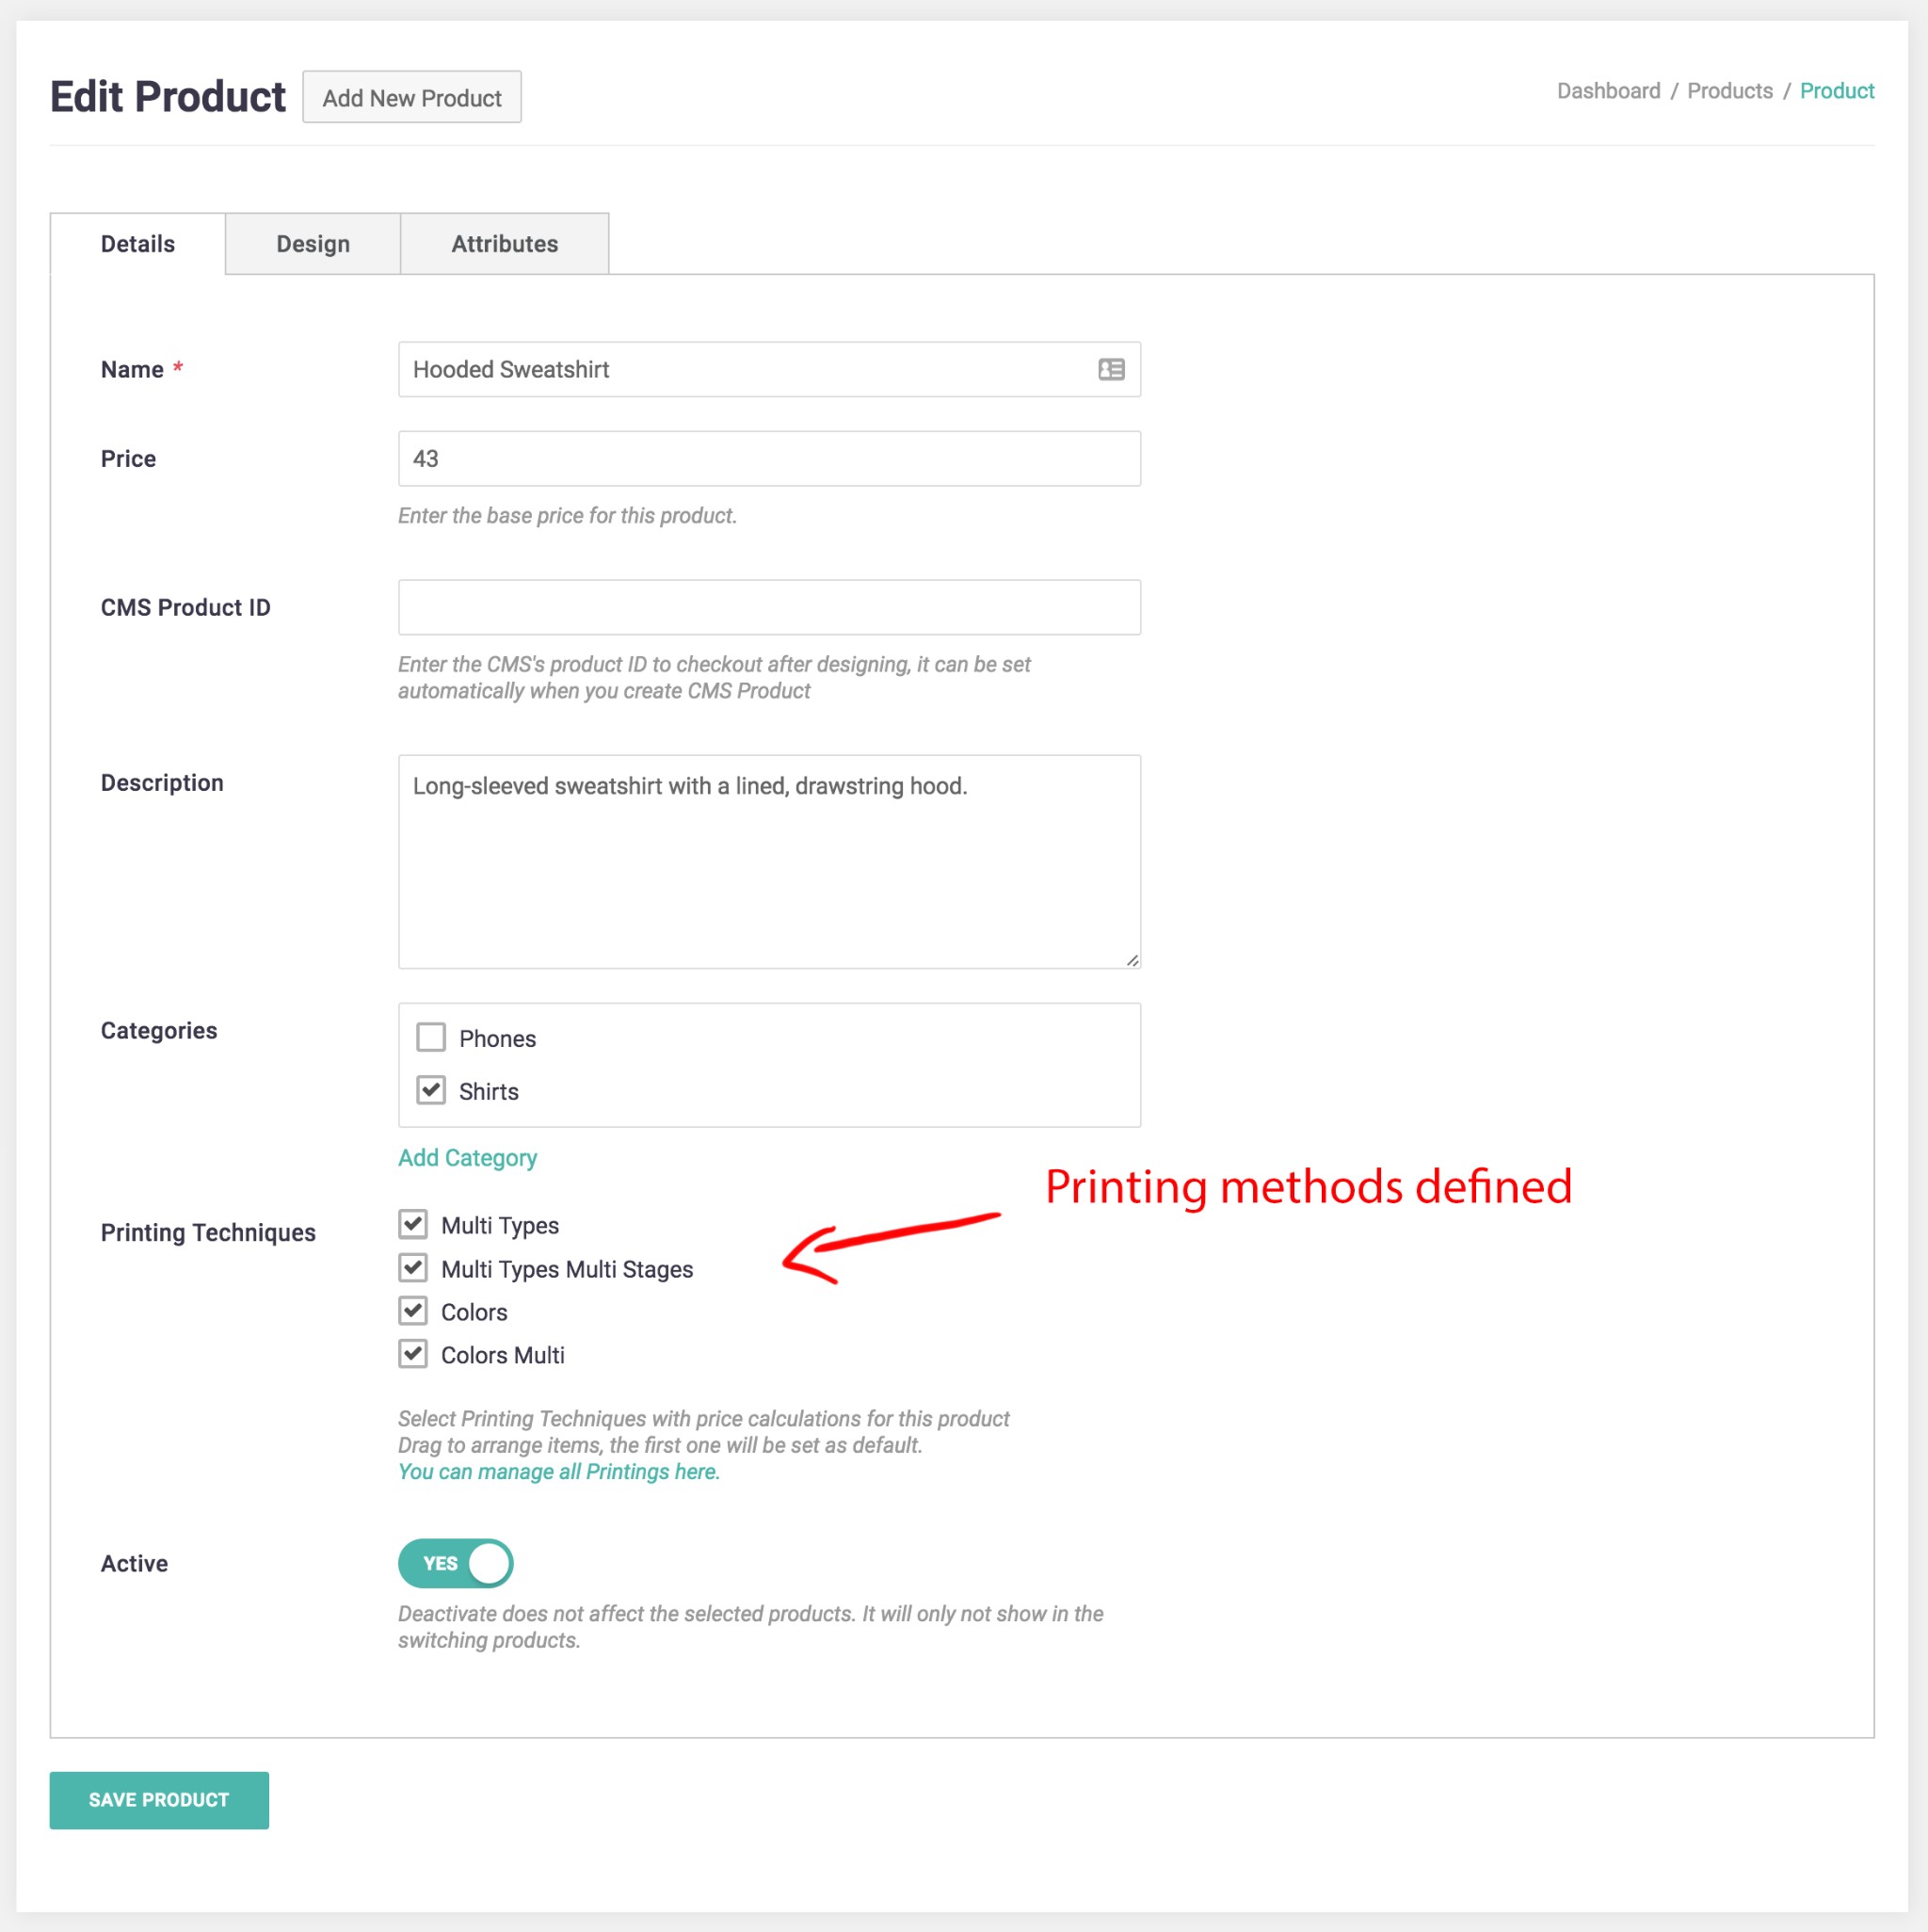 Edit Product
Add New Product
Dashboard / Products / Product
Details
Design
Attributes
Name *
Hooded Sweatshirt
Price
43
Enter the base price for this product.
CMS Product ID
Enter the CMS's product ID to checkout after designing, it can be set
automatically when you create CMS Product
Description
Long-sleeved sweatshirt with a lined, drawstring hood.
Categories
Phones
Shirts
Add Category
Printing methods defined
Printing Techniques
Multi Types
Multi Types Multi Stages
Colors
Colors Multi
Select Printing Techniques with price calculations for this product
Drag to arrange items, the first one will be set as default.
You can manage all Printings here.
Active
YES
Deactivate does not affect the selected products. It will only not show in the
switching products.
SAVE PRODUCT